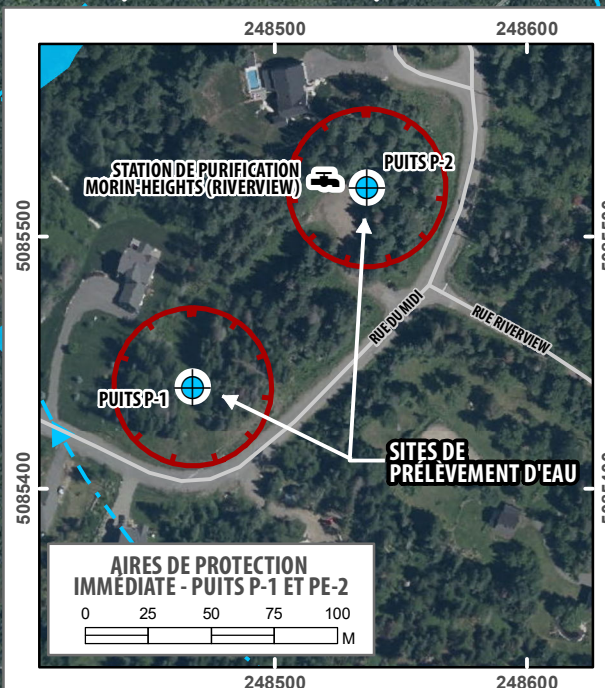 248500
248600
STATION DE PURIFICATION
MORIN-HEIGHTS (RIVERVIEW)
PUITS P-2
5085500
RUE DU MIDI
RUE RIVERVIEW
PUITS P-1
SITES DE
PRÉLÈVEMENT D'EAU
5085400
AIRES DE PROTECTION
IMMÉDIATE - PUITS P-1 ET PE-2
0 25 50 75 100
M
248500
248600